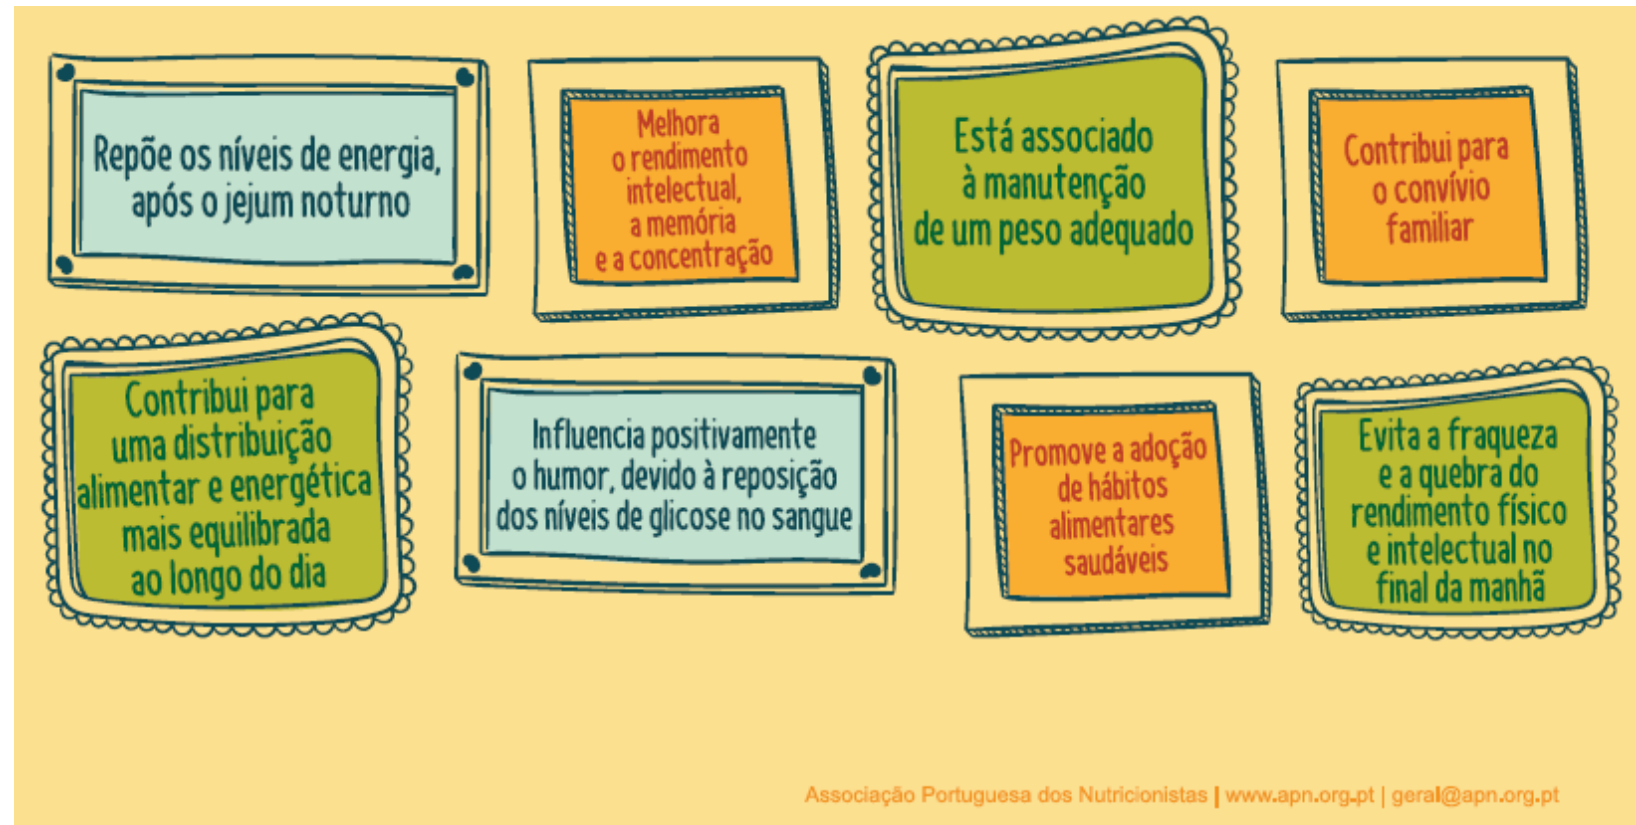 Repõe os níveis de energia,
após o jejum noturno
Melhora
o rendimento
intelectual,
a memória
e a concentração
Está associado
à manutenção
de um peso adequado
Contribui para
o convívio
familiar
Contribui para
uma distribuição
alimentar e energética
mais equilibrada
ao longo do dia
Influencia positivamente
o humor, devido à reposição
dos níveis de glicose no sangue
Promove a adoção
de hábitos
alimentares
saudáveis
Evita a fraqueza
e a quebra do
rendimento físico
e intelectual no
final da manhã
Associação Portuguesa dos Nutricionistas | www.apn.org.pt | geral@apn.org.pt